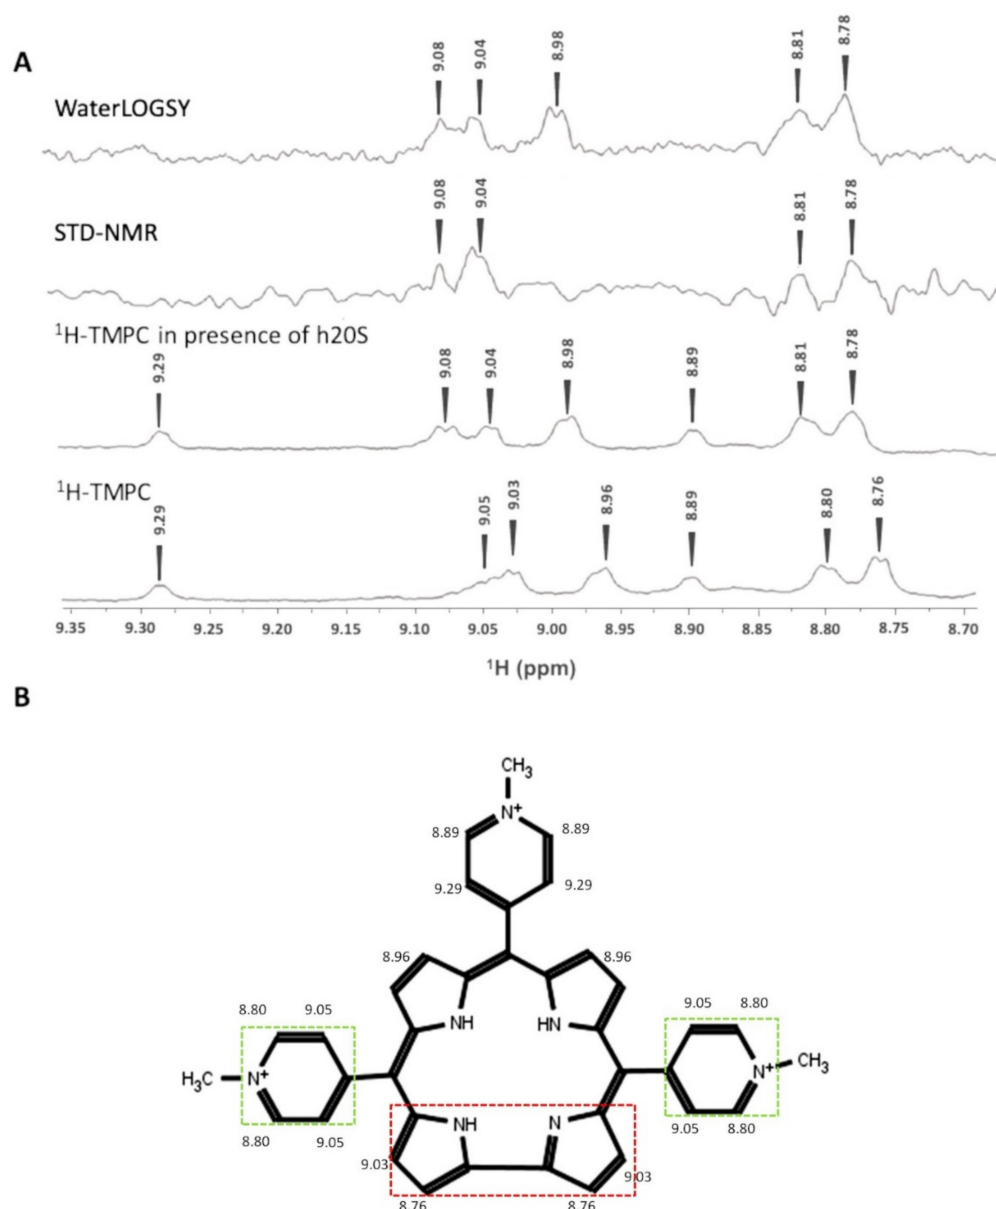 A
9.08 9.04 8.98 8.81 8.78
WaterLOGSY
9.08 9.04 8.81 8.78
STD-NMR
¹H-TMPC in presence of h20S
9.29 9.08 9.04 8.98 8.89 8.81 8.78
¹H-TMPC
9.29 9.05 9.03 8.96 8.89 8.80 8.76
9.35 9.30 9.25 9.20 9.15 9.10 9.05 9.00 8.95 8.90 8.85 8.80 8.75 8.70
¹H (ppm)
B
CH₃
N⁺
8.89 8.89
9.29 9.29
8.96 8.96
8.80 9.05 9.05 8.80
NH HN
H₃C N⁺ N⁺ CH₃
NH N
8.80 9.05 9.05 8.80
9.03 9.03
8.76 8.76